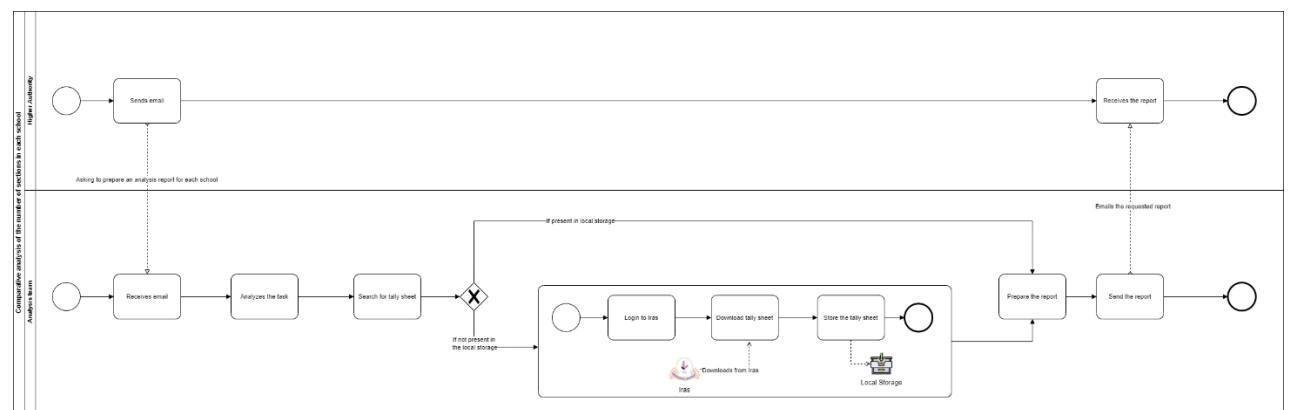 Comparative analysis of the number of sections in each school
Higher Authority
Sends email
Receives the report
Asking to prepare an analysis report for each school
Emails the requested report
Analysis team
If present in local storage
Receives email
Analyzes the task
Search for tally sheet
Prepare the report
Send the report
If not present in
the local storage
Login to Iras
Download tally sheet
Store the tally sheet
Downloads from Iras
Iras
Local Storage